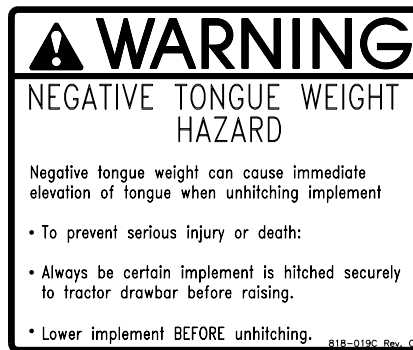 WARNING
NEGATIVE TONGUE WEIGHT
HAZARD
Negative tongue weight can cause immediate
elevation of tongue when unhitching implement
• To prevent serious injury or death:
• Always be certain implement is hitched securely
to tractor drawbar before raising.
• Lower implement BEFORE unhitching.
818-019C Rev.